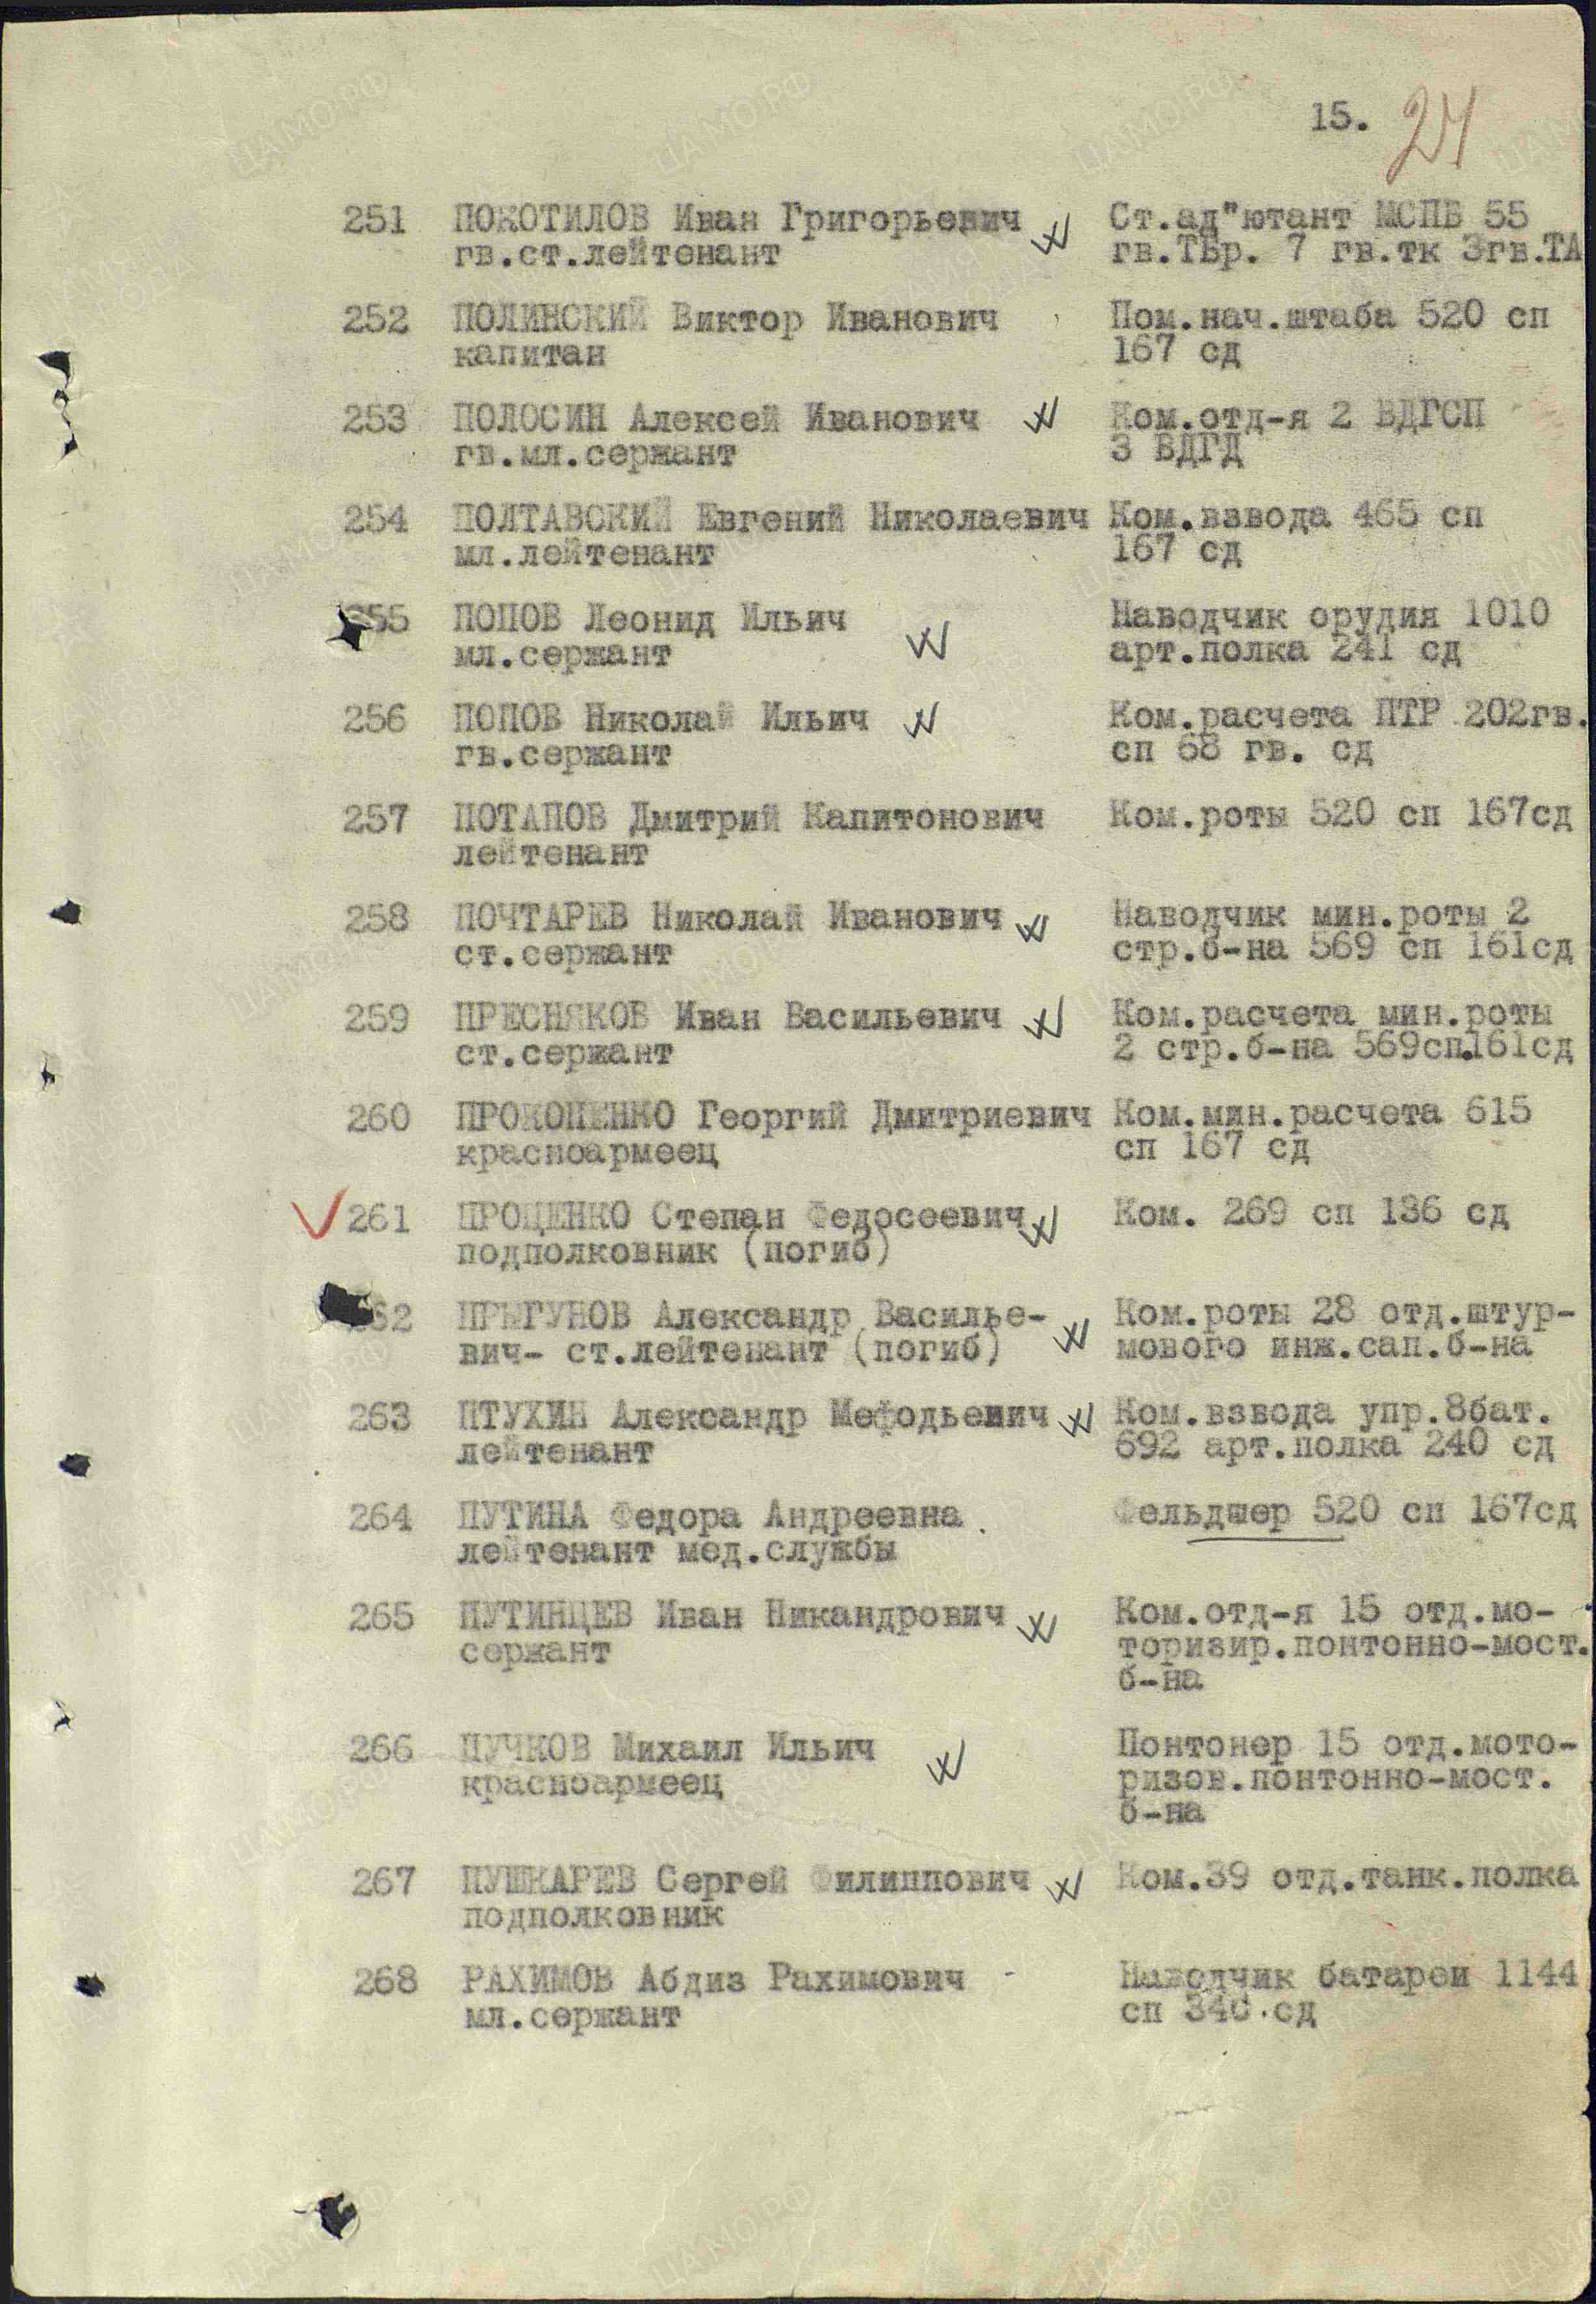 15. 24
251 ПОКОТИЛОВ Иван Григорьевич Ст.ад"ютант МСПБ 55
гв.ст.лейтенант гв.ТБр. 7 гв.тк 3гв.ТА
252 ПОЛИНСКИЙ Виктор Иванович Пом.нач.штаба 520 сп
капитан 167 сд
253 ПОЛОСИН Алексей Иванович Ком.отд-я 2 ВДГСП
гв.мл.сержант 3 ВДГД
254 ПОЛТАВСКИЙ Евгений Николаевич Ком.взвода 465 сп
мл.лейтенант 167 сд
255 ПОПОВ Леонид Ильич Наводчик орудия 1010
мл.сержант арт.полка 241 сд
256 ПОПОВ Николай Ильич Ком.расчета ПТР 202гв.
гв.сержант сп 68 гв. сд
257 ПОТАПОВ Дмитрий Капитонович Ком.роты 520 сп 167сд
лейтенант
258 ПОЧТАРЕВ Николай Иванович Наводчик мин.роты 2
ст.сержант стр.б-на 569 сп 161сд
259 ПРЕСНЯКОВ Иван Васильевич Ком.расчета мин.роты
ст.сержант 2 стр.б-на 569сп.161сд
260 ПРОКОПЕНКО Георгий Дмитриевич Ком.мин.расчета 615
красноармеец сп 167 сд
261 ПРОЦЕНКО Степан Федосеевич Ком. 269 сп 136 сд
подполковник (погиб)
262 ПРЫГУНОВ Александр Василье- Ком.роты 28 отд.штур-
вич- ст.лейтенант (погиб) мового инж.сап.б-на
263 ПТУХИН Александр Мефодьевич Ком.взвода упр.8бат.
лейтенант 692 арт.полка 240 сд
264 ПУТИНА Федора Андреевна Фельдшер 520 сп 167сд
лейтенант мед.службы
265 ПУТИНЦЕВ Иван Никандрович Ком.отд-я 15 отд.мо-
сержант торизир.понтонно-мост.
б-на
266 ПУЧКОВ Михаил Ильич Понтонер 15 отд.мото-
красноармеец ризов.понтонно-мост.
б-на
267 ПУШКАРЕВ Сергей Филиппович Ком.39 отд.танк.полка
подполковник
268 РАХИМОВ Абдиз Рахимович Наводчик батареи 1144
мл.сержант сп сд